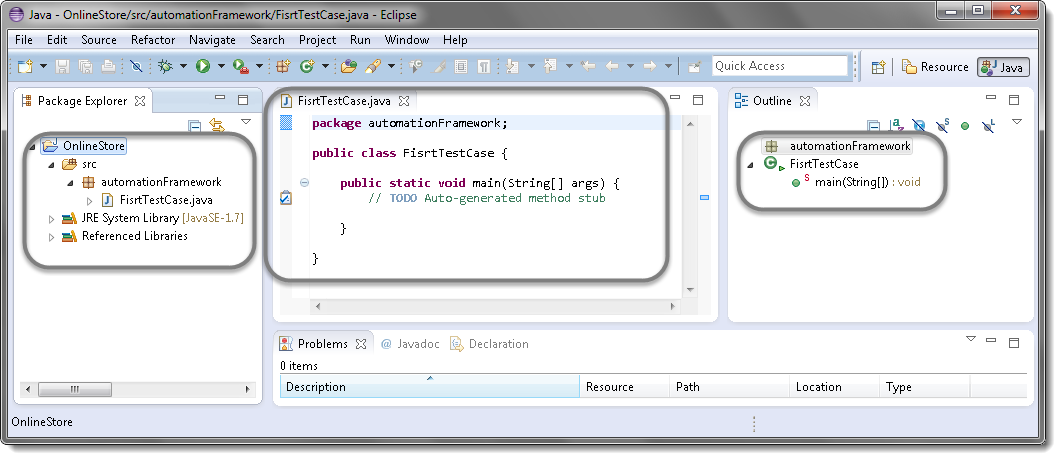 Java - OnlineStore/src/automationFramework/FisrtTestCase.java - Eclipse
File Edit Source Refactor Navigate Search Project Run Window Help
Quick Access
Resource
Java
Package Explorer
OnlineStore
src
automationFramework
FisrtTestCase.java
JRE System Library [JavaSE-1.7]
Referenced Libraries
FisrtTestCase.java
package automationFramework;
public class FisrtTestCase {
public static void main(String[] args) {
// TODO Auto-generated method stub
}
}
Outline
automationFramework
FisrtTestCase
main(String[]) : void
Problems @ Javadoc Declaration
0 items
Description Resource Path Location Type
OnlineStore